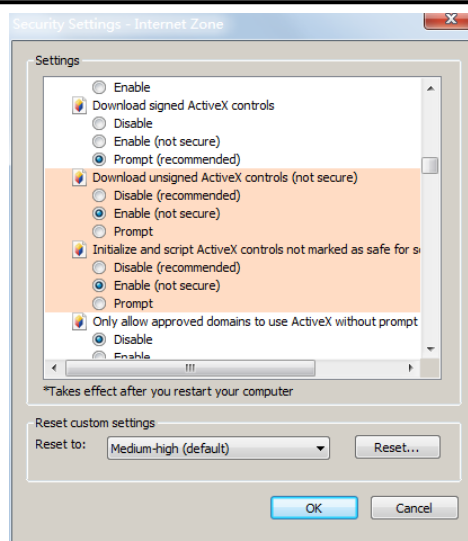 Security Settings - Internet Zone
Settings
Enable
Download signed ActiveX controls
Disable
Enable (not secure)
Prompt (recommended)
Download unsigned ActiveX controls (not secure)
Disable (recommended)
Enable (not secure)
Prompt
Initialize and script ActiveX controls not marked as safe for s
Disable (recommended)
Enable (not secure)
Prompt
Only allow approved domains to use ActiveX without prompt
Disable
Enable
*Takes effect after you restart your computer
Reset custom settings
Reset to:
Medium-high (default)
Reset...
OK
Cancel